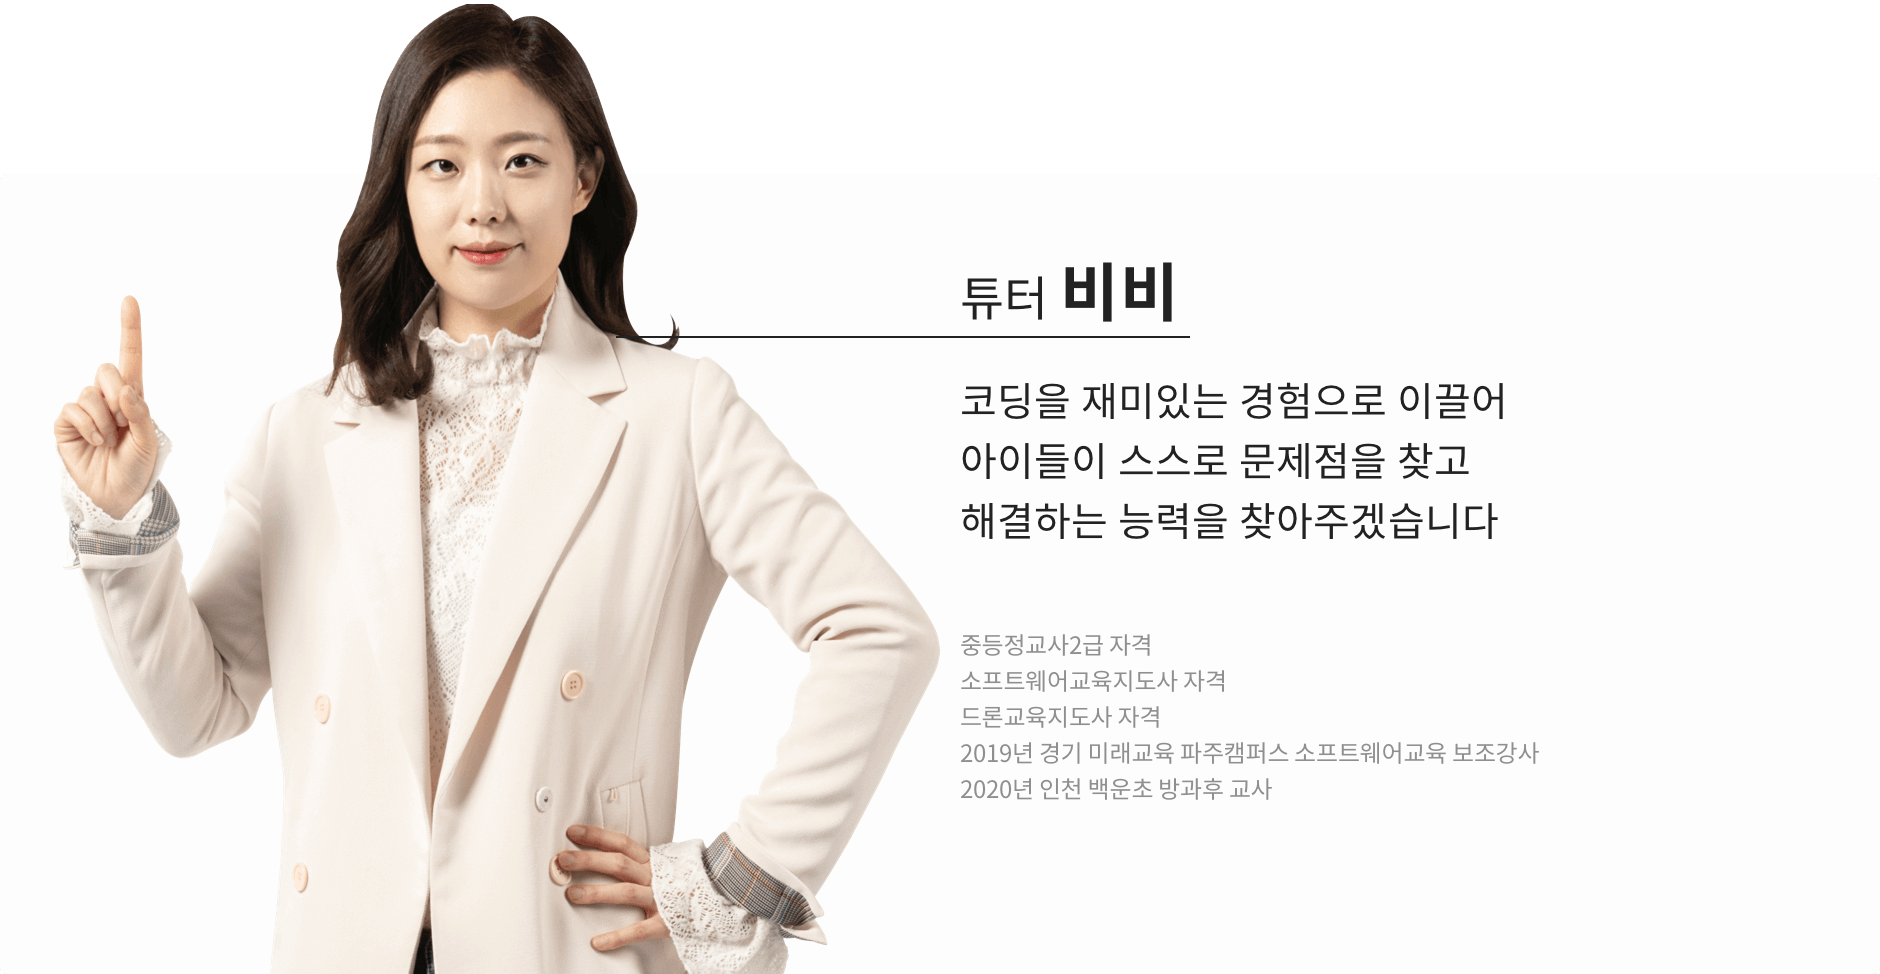 튜터 비비
코딩을 재미있는 경험으로 이끌어
아이들이 스스로 문제점을 찾고
해결하는 능력을 찾아주겠습니다
중등정교사2급 자격
소프트웨어교육지도사 자격
드론교육지도사 자격
2019년 경기 미래교육 파주캠퍼스 소프트웨어교육 보조강사
2020년 인천 백운초 방과후 교사